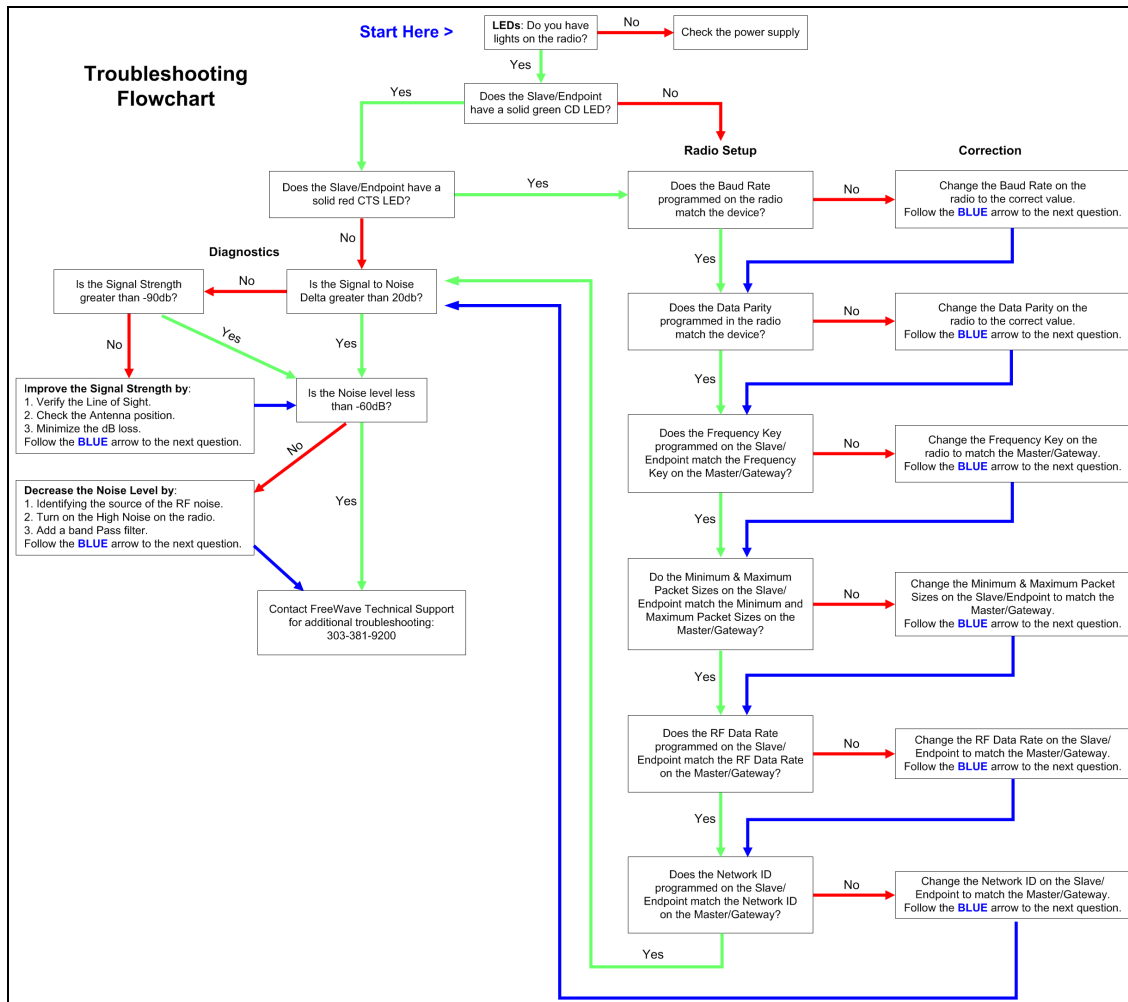 Start Here >
LEDs: Do you have
lights on the radio?
No
Check the power supply
Yes
Troubleshooting
Flowchart
Yes
Does the Slave/Endpoint
have a solid green CD LED?
No
Radio Setup
Correction
Does the Slave/Endpoint have a
solid red CTS LED?
Yes
Does the Baud Rate
programmed on the radio
match the device?
No
Change the Baud Rate on the
radio to the correct value.
Follow the BLUE arrow to the next question.
No
Yes
Diagnostics
Is the Signal Strength
greater than -90db?
No
Is the Signal to Noise
Delta greater than 20db?
Does the Data Parity
programmed in the radio
match the device?
No
Change the Data Parity on the
radio to the correct value.
Follow the BLUE arrow to the next question.
No
Yes
Yes
Yes
Improve the Signal Strength by:
1. Verify the Line of Sight.
2. Check the Antenna position.
3. Minimize the dB loss.
Follow the BLUE arrow to the next question.
Is the Noise level less
than -60dB?
Does the Frequency Key
programmed on the Slave/
Endpoint match the Frequency
Key on the Master/Gateway?
No
Change the Frequency Key on the
radio to match the Master/Gateway.
Follow the BLUE arrow to the next question.
No
Yes
Yes
Decrease the Noise Level by:
1. Identifying the source of the RF noise.
2. Turn on the High Noise on the radio.
3. Add a band Pass filter.
Follow the BLUE arrow to the next question.
Contact FreeWave Technical Support
for additional troubleshooting:
303-381-9200
Do the Minimum & Maximum
Packet Sizes on the Slave/
Endpoint match the Minimum and
Maximum Packet Sizes on the
Master/Gateway?
No
Change the Minimum & Maximum Packet
Sizes on the Slave/Endpoint to match the
Master/Gateway.
Follow the BLUE arrow to the next question.
Yes
Does the RF Data Rate
programmed on the Slave/
Endpoint match the RF Data Rate
on the Master/Gateway?
No
Change the RF Data Rate on the Slave/
Endpoint to match the Master/Gateway.
Follow the BLUE arrow to the next question.
Yes
Does the Network ID
programmed on the Slave/
Endpoint match the Network ID
on the Master/Gateway?
No
Change the Network ID on the Slave/
Endpoint to match the Master/Gateway.
Follow the BLUE arrow to the next question.
Yes